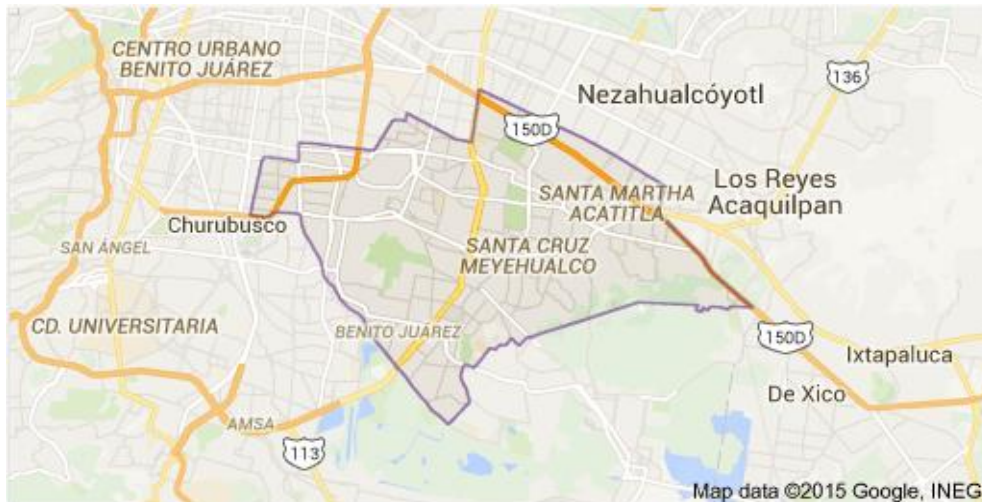 CENTRO URBANO
BENITO JUÁREZ
136
Nezahualcóyotl
150D
Los Reyes
Acaquilpan
SANTA MARTHA
ACATITLA
Churubusco
SAN ÁNGEL
SANTA CRUZ
MEYEHUALCO
CD. UNIVERSITARIA
BENITO JUÁREZ
150D
Ixtapaluca
De Xico
AMSA
113
Map data ©2015 Google, INEG